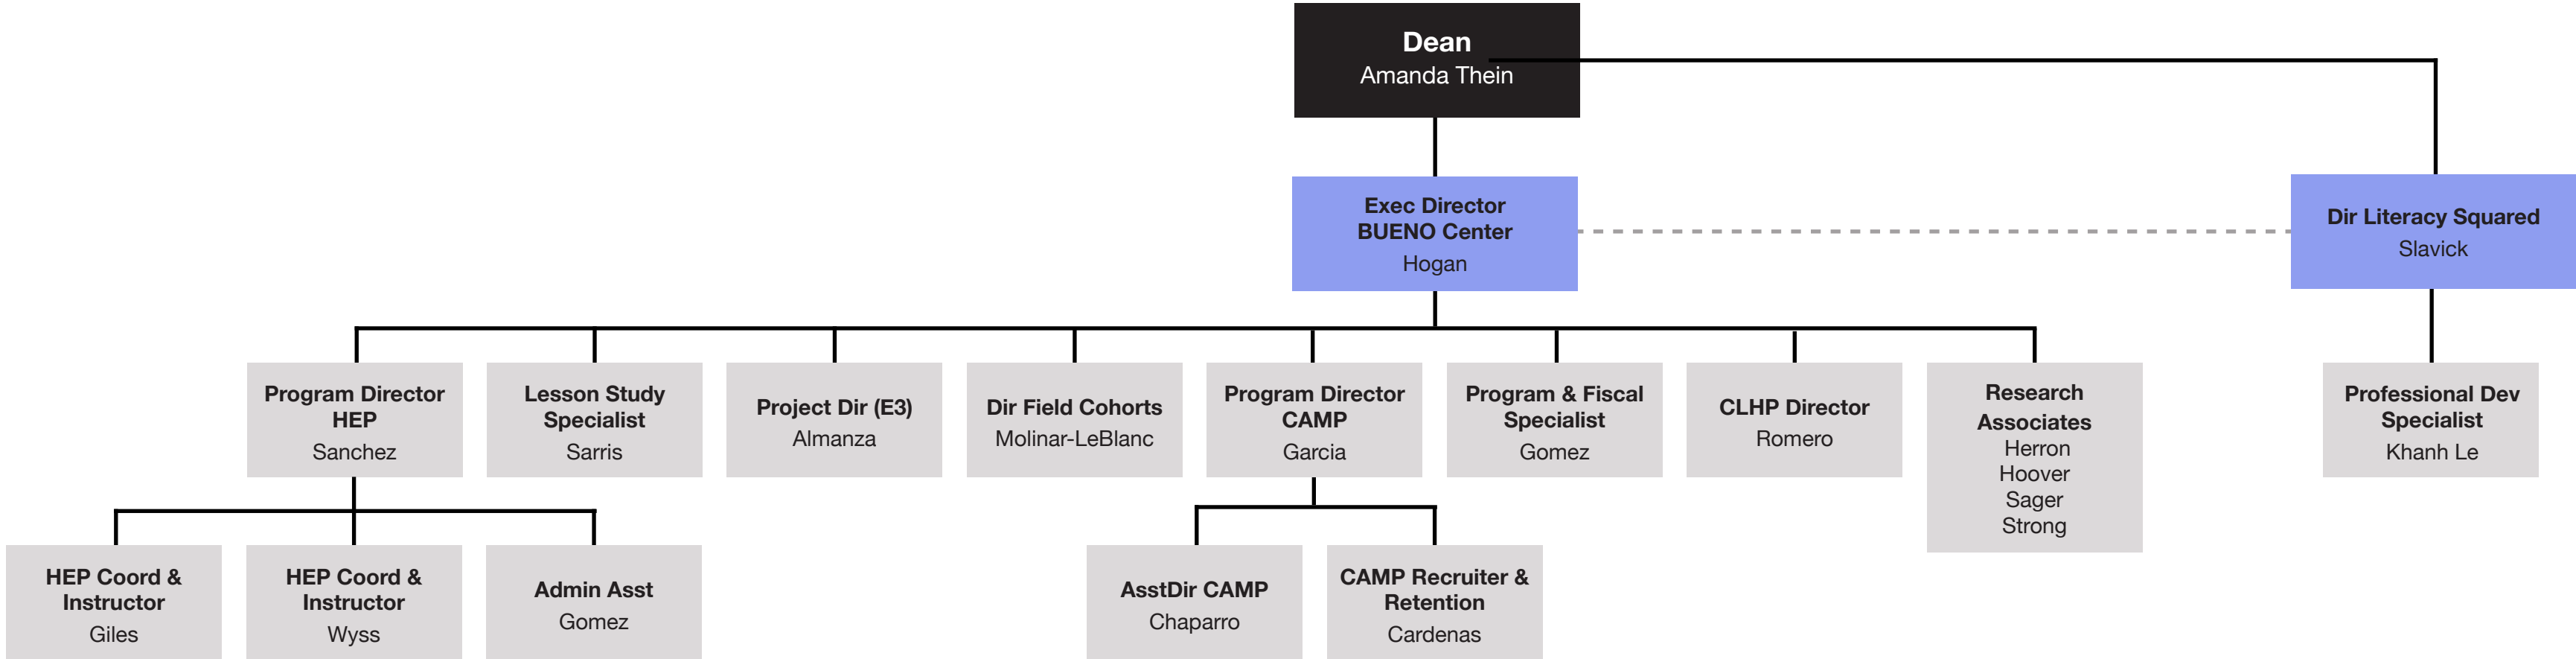 Dean
Amanda Thein
Exec Director
BUENO Center
Hogan
Dir Literacy Squared
Slavick
Program Director
HEP
Sanchez
Lesson Study
Specialist
Sarris
Project Dir (E3)
Almanza
Dir Field Cohorts
Molinar-LeBlanc
Program Director
CAMP
Garcia
Program & Fiscal
Specialist
Gomez
CLHP Director
Romero
Research
Associates
Herron
Hoover
Sager
Strong
Professional Dev
Specialist
Khanh Le
HEP Coord &
Instructor
Giles
HEP Coord &
Instructor
Wyss
Admin Asst
Gomez
AsstDir CAMP
Chaparro
CAMP Recruiter &
Retention
Cardenas